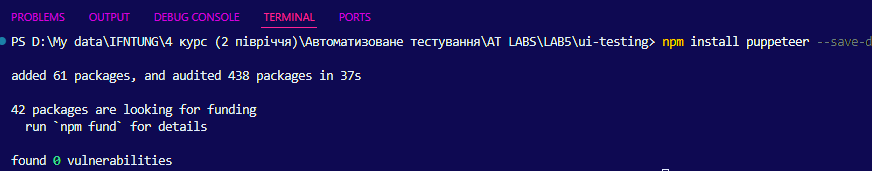 PROBLEMS OUTPUT DEBUG CONSOLE TERMINAL PORTS
PS D:\My data\IFNTUNG\4 курс (2 півріччя)\Автоматизоване тестування\AT LABS\LAB5\ui-testing> npm install puppeteer --save-d
added 61 packages, and audited 438 packages in 37s
42 packages are looking for funding
run `npm fund` for details
found 0 vulnerabilities